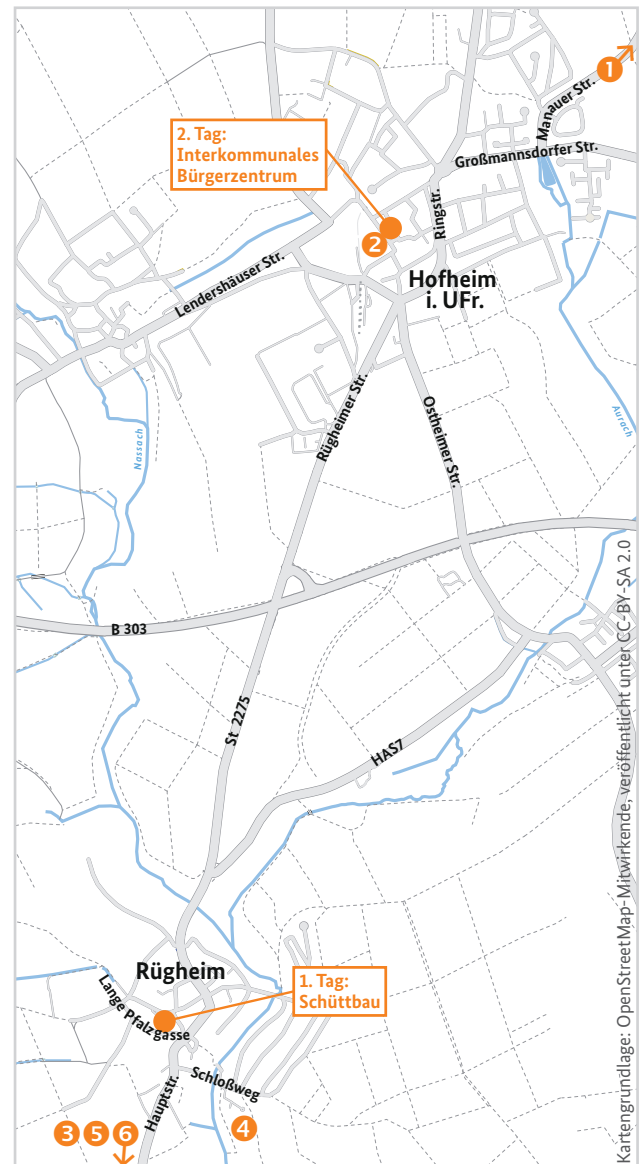 1
Manauer Str.
2. Tag:
Interkommunales
Bürgerzentrum
Großmannsdorfer Str.
Ringstr.
2
Lendershäuser Str.
Hofheim
i. UFr.
Rügheimer Str.
Ostheimer Str.
Aurach
Nassach
B 303
St 2275
HAS7
Rügheim
1. Tag:
Schüttbau
Lange Pfalzgasse
Schloßweg
Hauptstr.
3 5 6
4
Kartengrundlage: OpenStreetMap-Mitwirkende, veröffentlicht unter CC-BY-SA 2.0